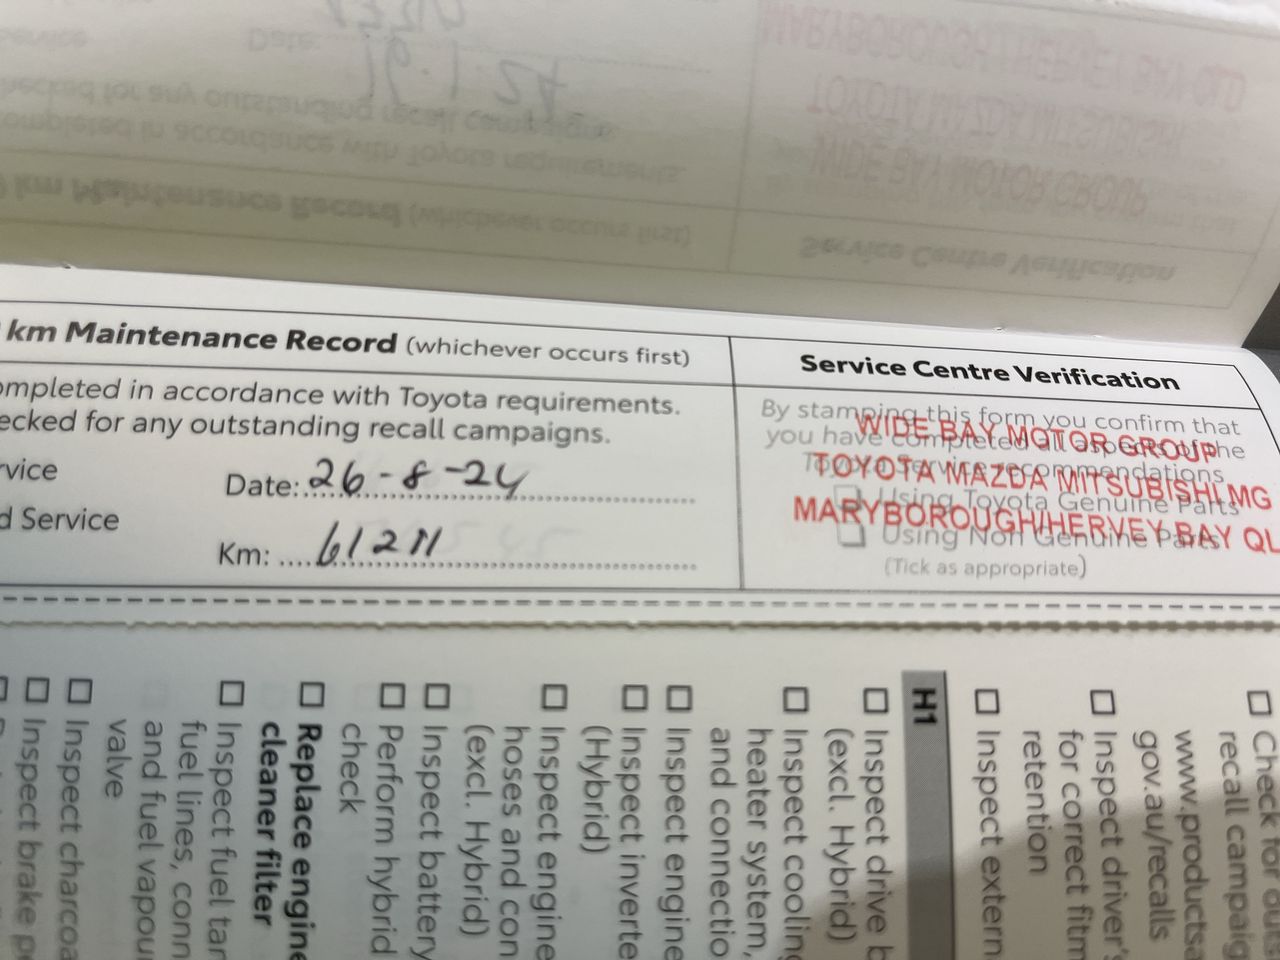 km Maintenance Record (whichever occurs first)
ompleted in accordance with Toyota requirements.
ecked for any outstanding recall campaigns.
rvice
Date: 26-8-24
d Service
Km: 61211
Service Centre Verification
By stamping this form you confirm that
you have completed all aspects of the
Toyota Service recommendations
Using Toyota Genuine Parts
Using Non Genuine Parts
(Tick as appropriate)
WIDE BAY MOTOR GROUP
TOYOTA MAZDA MITSUBISHI MG
MARYBOROUGH/HERVEY BAY QL
Check for outs
recall campaig
www.productsa
gov.au/recalls
Inspect driver's
for correct fitm
retention
Inspect extern
H1
Inspect drive b
(excl. Hybrid)
Inspect cooling
heater system,
and connectio
Inspect engine
Inspect inverte
(Hybrid)
Inspect engine
hoses and con
(excl. Hybrid)
Inspect battery
Perform hybrid
check
Replace engine
cleaner filter
Inspect fuel tan
fuel lines, conn
and fuel vapour
valve
Inspect charcoa
Inspect brake pe